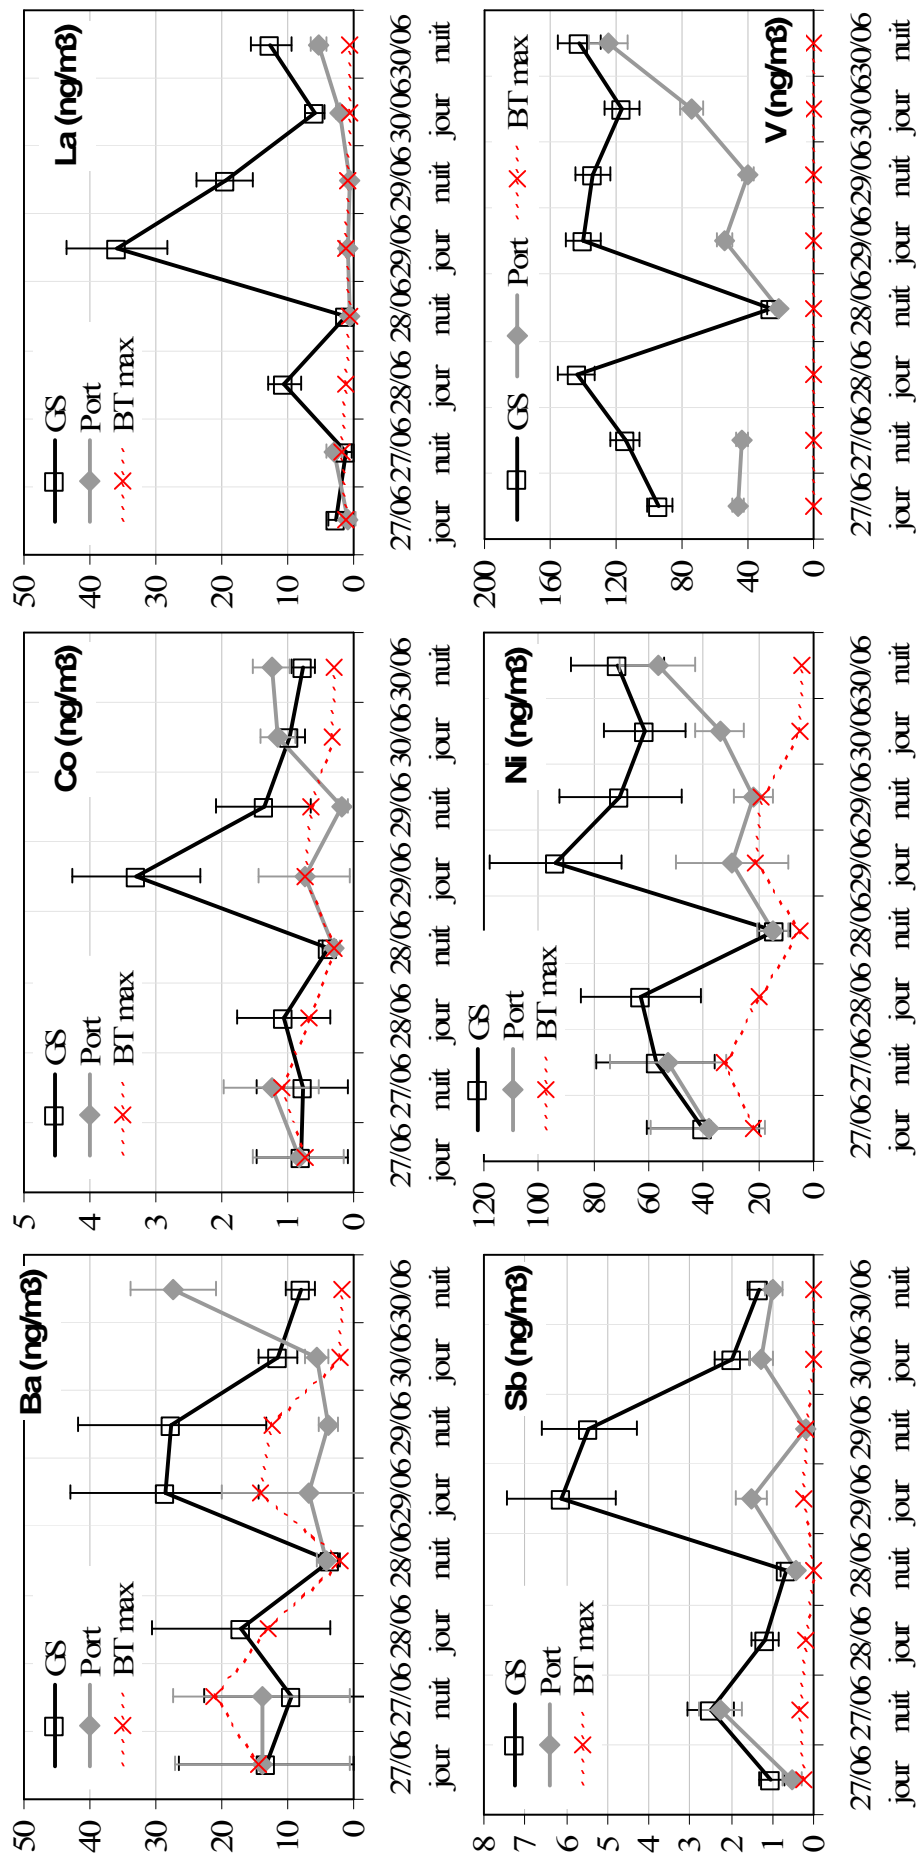 Ba (ng/m3)
50
40
30
20
10
0
GS
Port
BT max
27/06 27/06 28/06 28/06 29/06 29/06 30/06 30/06
jour nuit jour nuit jour nuit jour nuit
Co (ng/m3)
5
4
3
2
1
0
GS
Port
BT max
27/06 27/06 28/06 28/06 29/06 29/06 30/06 30/06
jour nuit jour nuit jour nuit jour nuit
La (ng/m3)
50
40
30
20
10
0
GS
Port
BT max
27/06 27/06 28/06 28/06 29/06 29/06 30/06 30/06
jour nuit jour nuit jour nuit jour nuit
Sb (ng/m3)
8
7
6
5
4
3
2
1
0
GS
Port
BT max
27/06 27/06 28/06 28/06 29/06 29/06 30/06 30/06
jour nuit jour nuit jour nuit jour nuit
Ni (ng/m3)
120
100
80
60
40
20
0
GS
Port
BT max
27/06 27/06 28/06 28/06 29/06 29/06 30/06 30/06
jour nuit jour nuit jour nuit jour nuit
200
160
120
80
40
0
GS Port BT max
V (ng/m3)
27/06 27/06 28/06 28/06 29/06 29/06 30/06 30/06
jour nuit jour nuit jour nuit jour nuit